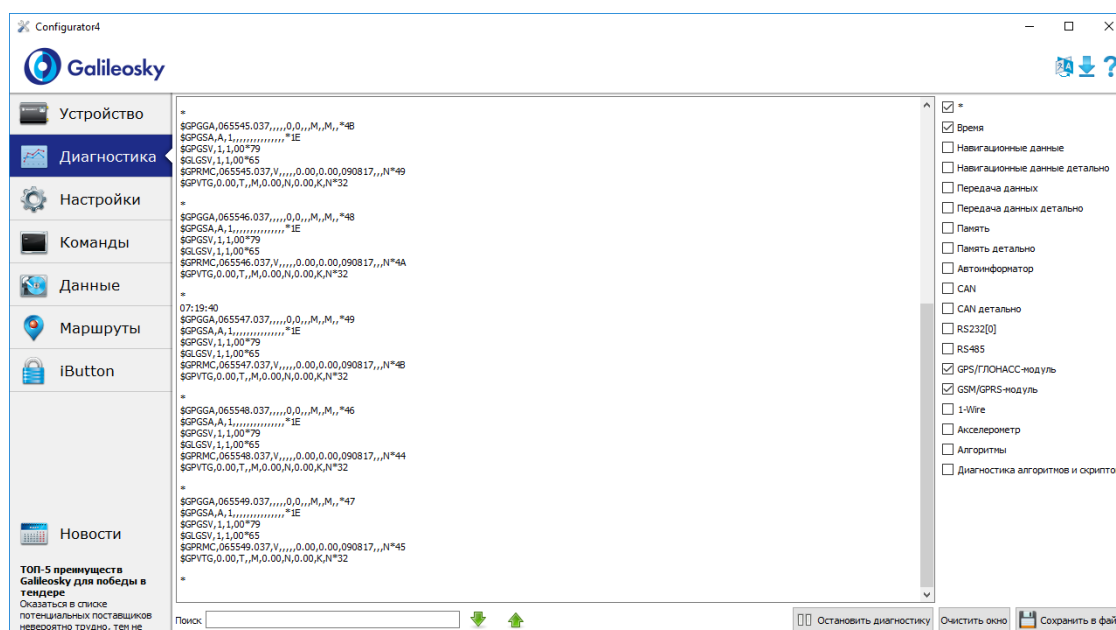 Configurator4
Galileosky
Устройство
Диагностика
Настройки
Команды
Данные
Маршруты
iButton
Новости
ТОП-5 преимуществ
Galileosky для победы в
тендере
Оказаться в списке
потенциальных поставщиков
невероятно трудно, тем не
*
$GPGGA,065545.037,,,,,0,0,,,M,,M,,*4B
$GPGSA,A,1,,,,,,,,,,,,,,,*1E
$GPGSV,1,1,00*79
$GLGSV,1,1,00*65
$GPRMC,065545.037,V,,,,,0.00,0.00,090817,,,N*49
$GPVTG,0.00,T,,M,0.00,N,0.00,K,N*32
*
$GPGGA,065546.037,,,,,0,0,,,M,,M,,*48
$GPGSA,A,1,,,,,,,,,,,,,,,*1E
$GPGSV,1,1,00*79
$GLGSV,1,1,00*65
$GPRMC,065546.037,V,,,,,0.00,0.00,090817,,,N*4A
$GPVTG,0.00,T,,M,0.00,N,0.00,K,N*32
*
07:19:40
$GPGGA,065547.037,,,,,0,0,,,M,,M,,*49
$GPGSA,A,1,,,,,,,,,,,,,,,*1E
$GPGSV,1,1,00*79
$GLGSV,1,1,00*65
$GPRMC,065547.037,V,,,,,0.00,0.00,090817,,,N*4B
$GPVTG,0.00,T,,M,0.00,N,0.00,K,N*32
*
$GPGGA,065548.037,,,,,0,0,,,M,,M,,*46
$GPGSA,A,1,,,,,,,,,,,,,,,*1E
$GPGSV,1,1,00*79
$GLGSV,1,1,00*65
$GPRMC,065548.037,V,,,,,0.00,0.00,090817,,,N*44
$GPVTG,0.00,T,,M,0.00,N,0.00,K,N*32
*
$GPGGA,065549.037,,,,,0,0,,,M,,M,,*47
$GPGSA,A,1,,,,,,,,,,,,,,,*1E
$GPGSV,1,1,00*79
$GLGSV,1,1,00*65
$GPRMC,065549.037,V,,,,,0.00,0.00,090817,,,N*45
$GPVTG,0.00,T,,M,0.00,N,0.00,K,N*32
*
*
Время
Навигационные данные
Навигационные данные детально
Передача данных
Передача данных детально
Память
Память детально
Автоинформатор
CAN
CAN детально
RS232[0]
RS485
GPS/ГЛОНАСС-модуль
GSM/GPRS-модуль
1-Wire
Акселерометр
Алгоритмы
Диагностика алгоритмов и скрипто
Поиск
Остановить диагностику
Очистить окно
Сохранить в фай